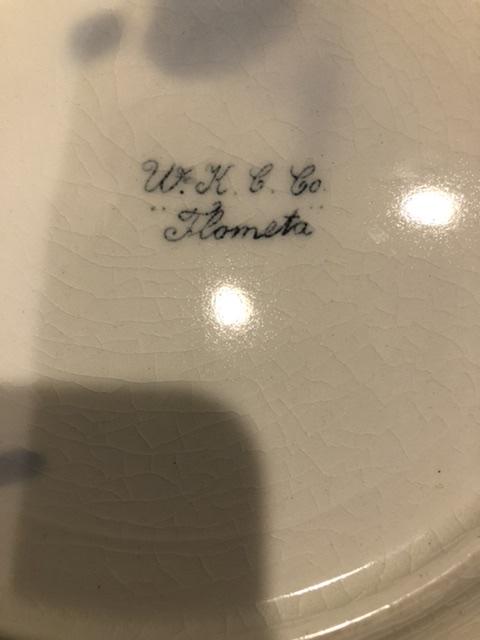 W. K. C. Co.
"Flometa"